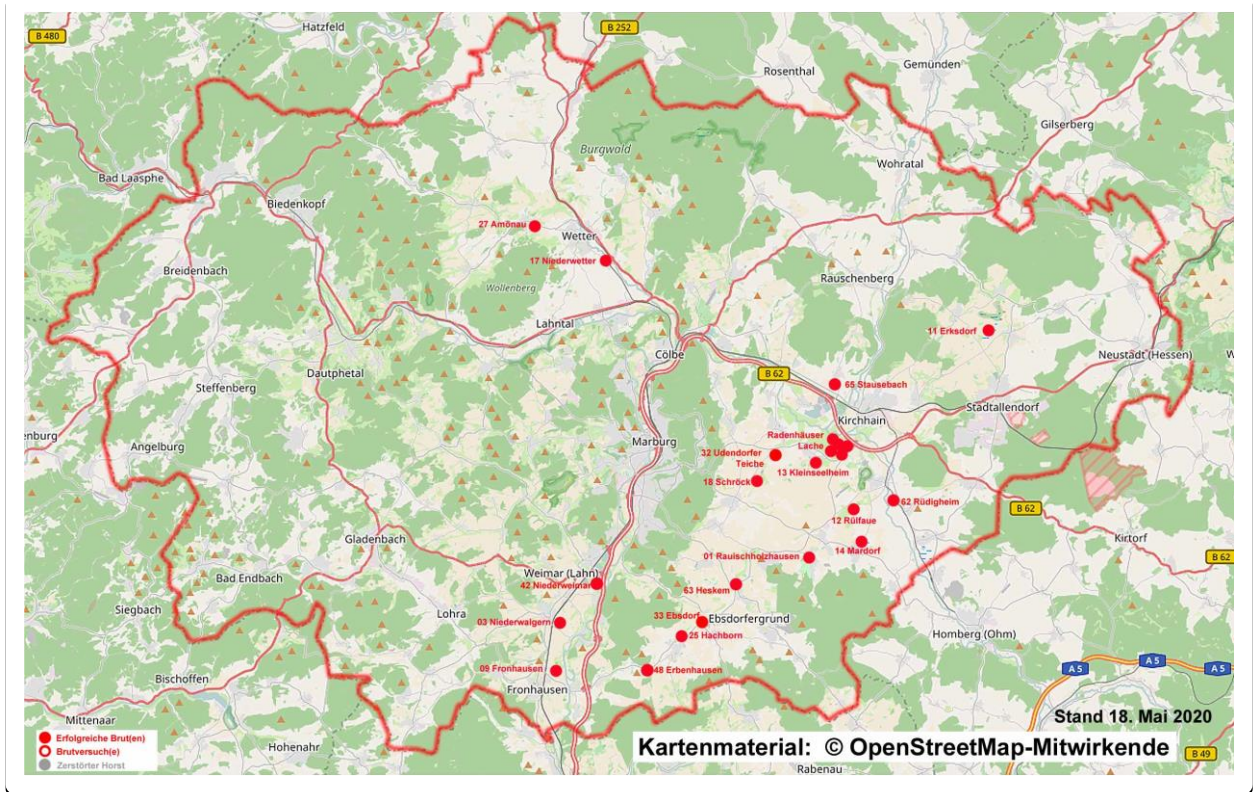 Hatzfeld
B 480
B 252
Rosenthal
Gemünden
Gilserberg
Burgwald
Wohratal
Bad Laasphe
Biedenkopf
27 Amönau
Wetter
17 Niederwetter
Breidenbach
Rauschenberg
Wollenberg
Lahntal
11 Erksdorf
Cölbe
Neustadt (Hessen)
Dautphetal
B 62
65 Stausebach
Steffenberg
Stadtallendorf
Kirchhain
enburg
Angelburg
Marburg
Radenhäuser
Lache
32 Udendorfer
Teiche
13 Kleinseelheim
18 Schröck
62 Rüdigheim
B 62
12 Rülfaue
Kirtorf
Gladenbach
14 Mardorf
01 Rauischholzhausen
B 62
Weimar (Lahn)
Bad Endbach
42 Niederweimar
53 Heskem
Siegbach
Lohra
03 Niederwalgern
33 Ebsdorf
Ebsdorfergrund
25 Hachborn
Homberg (Ohm)
09 Fronhausen
48 Erbenhausen
A 5
A 5
A 5
Bischoffen
Fronhausen
Mittenaar
Stand 18. Mai 2020
Erfolgreiche Brut(en)
Brutversuch(e)
Zerstörter Horst
Hohenahr
Kartenmaterial: © OpenStreetMap-Mitwirkende
B 49
Rabenau